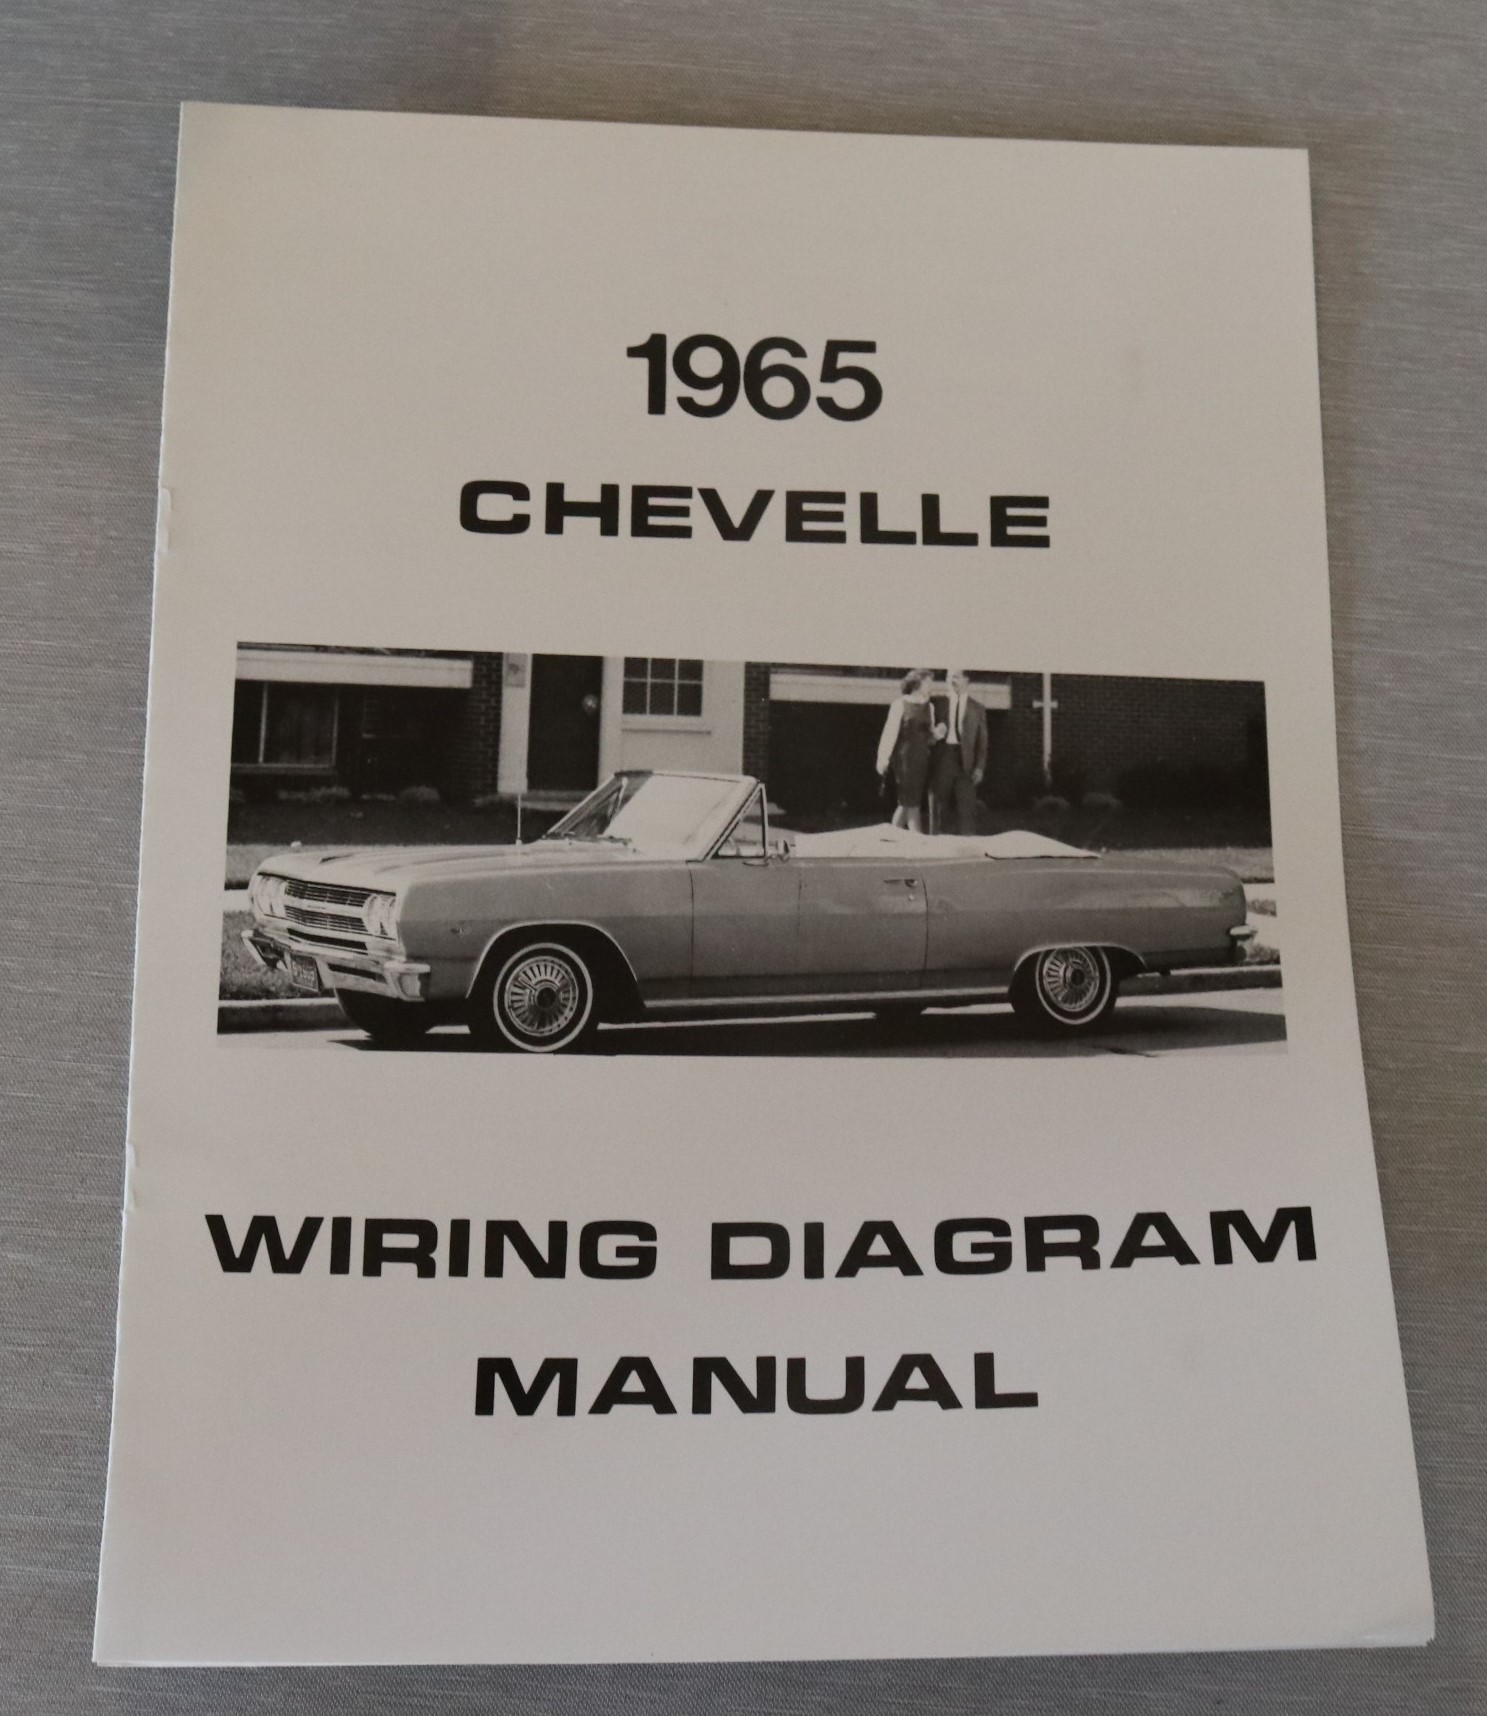 1965
CHEVELLE
WIRING DIAGRAM
MANUAL